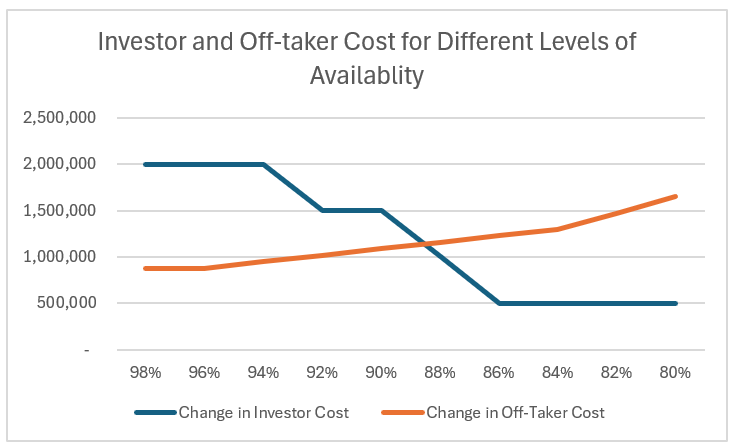 Investor and Off-taker Cost for Different Levels of
Availablity
2,500,000
2,000,000
1,500,000
1,000,000
500,000
-
98% 96% 94% 92% 90% 88% 86% 84% 82% 80%
Change in Investor Cost Change in Off-Taker Cost